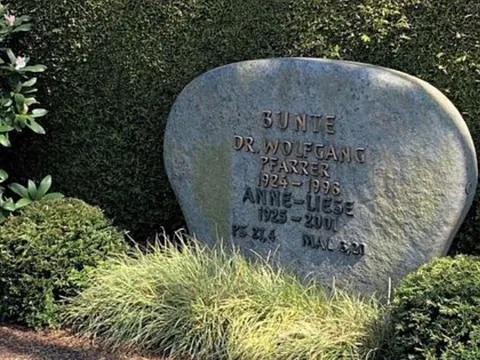 BUNTE
DR. WOLFGANG
PFARRER
1924-1998
ANNE-LIESE
1925-2001
PS 27,4 MAL 3,20